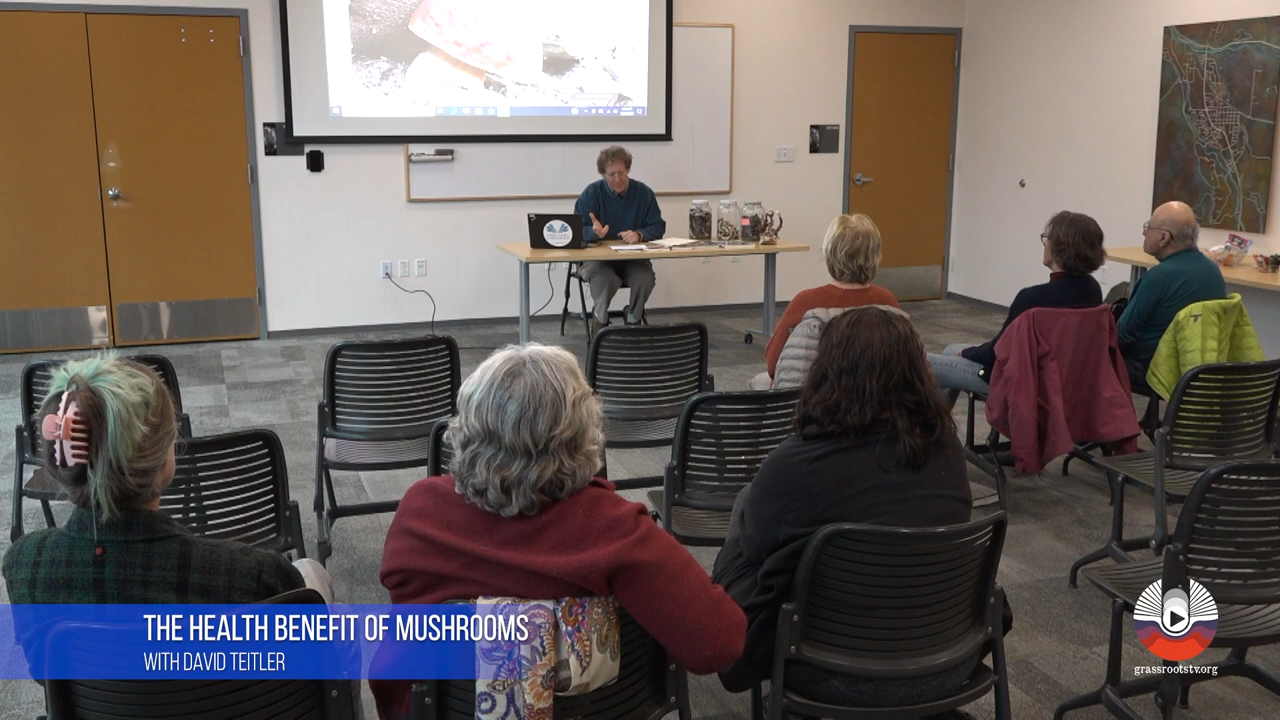 THE HEALTH BENEFIT OF MUSHROOMS
WITH DAVID TEITLER
grassrootstv.org